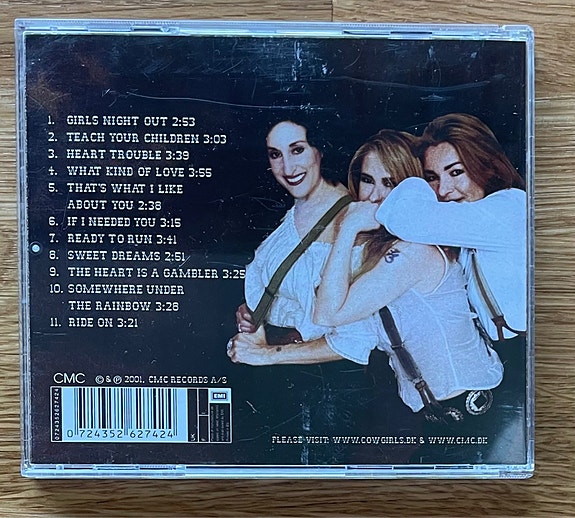 1. GIRLS NIGHT OUT 2:53
2. TEACH YOUR CHILDREN 3:03
3. HEART TROUBLE 3:39
4. WHAT KIND OF LOVE 3:55
5. THAT'S WHAT I LIKE
ABOUT YOU 2:38
6. IF I NEEDED YOU 3:15
7. READY TO RUN 3:41
8. SWEET DREAMS 2:51
9. THE HEART IS A GAMBLER 3:25
10. SOMEWHERE UNDER
THE RAINBOW 3:28
11. RIDE ON 3:21
CMC © & ℗ 2001, CMC RECORDS A/S
0724352627424
0 724352 627424
EMI
PLEASE VISIT: WWW.COWGIRLS.DK & WWW.CMC.DK